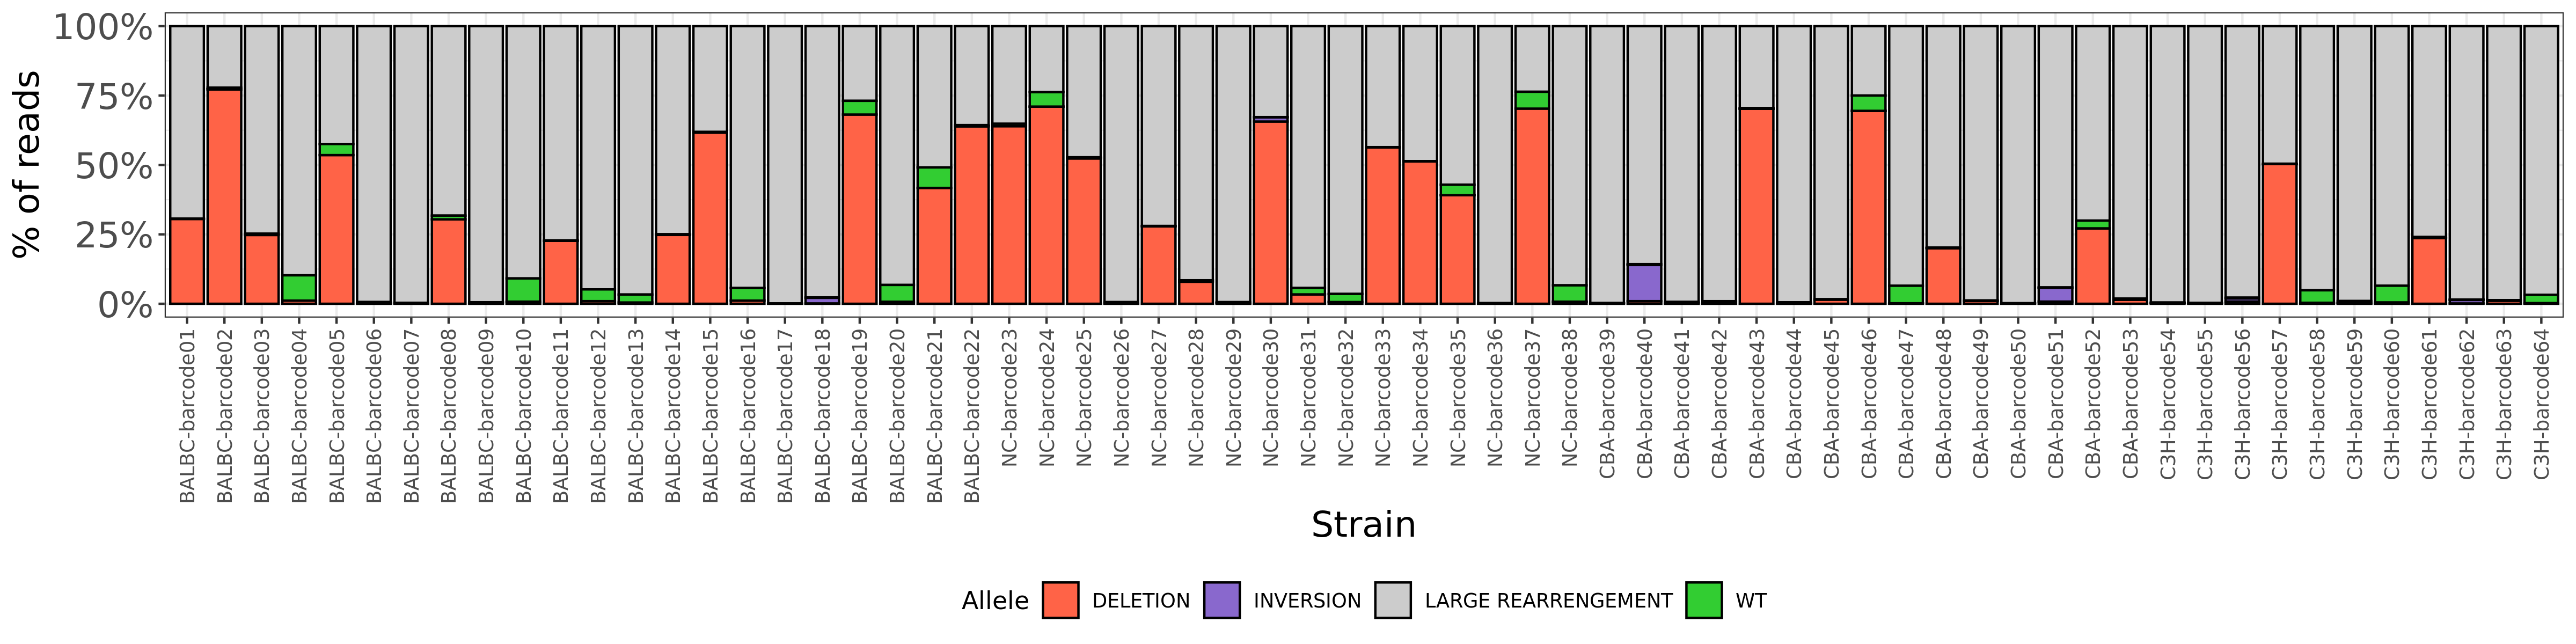 % of reads
100%
75%
50%
25%
0%
BALBC-barcode01
BALBC-barcode02
BALBC-barcode03
BALBC-barcode04
BALBC-barcode05
BALBC-barcode06
BALBC-barcode07
BALBC-barcode08
BALBC-barcode09
BALBC-barcode10
BALBC-barcode11
BALBC-barcode12
BALBC-barcode13
BALBC-barcode14
BALBC-barcode15
BALBC-barcode16
BALBC-barcode17
BALBC-barcode18
BALBC-barcode19
BALBC-barcode20
BALBC-barcode21
BALBC-barcode22
NC-barcode23
NC-barcode24
NC-barcode25
NC-barcode26
NC-barcode27
NC-barcode28
NC-barcode29
NC-barcode30
NC-barcode31
NC-barcode32
NC-barcode33
NC-barcode34
NC-barcode35
NC-barcode36
NC-barcode37
NC-barcode38
CBA-barcode39
CBA-barcode40
CBA-barcode41
CBA-barcode42
CBA-barcode43
CBA-barcode44
CBA-barcode45
CBA-barcode46
CBA-barcode47
CBA-barcode48
CBA-barcode49
CBA-barcode50
CBA-barcode51
CBA-barcode52
CBA-barcode53
C3H-barcode54
C3H-barcode55
C3H-barcode56
C3H-barcode57
C3H-barcode58
C3H-barcode59
C3H-barcode60
C3H-barcode61
C3H-barcode62
C3H-barcode63
C3H-barcode64
Strain
Allele DELETION INVERSION LARGE REARRENGEMENT WT